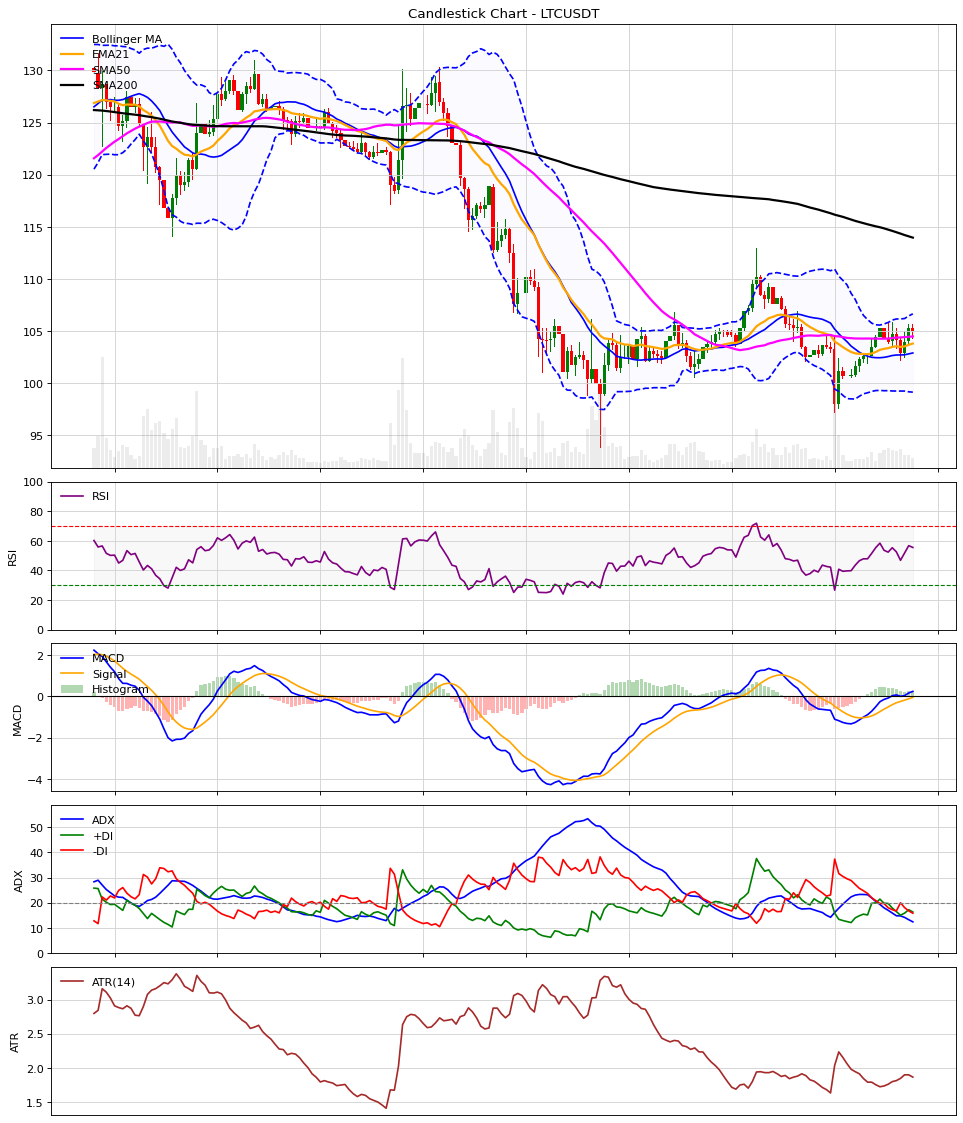 Candlestick Chart - LTCUSDT
Bollinger MA
EMA21
SMA50
SMA200
130
125
120
115
110
105
100
95
RSI
100
80
60
40
20
0
RSI
MACD
Signal
Histogram
2
0
−2
−4
MACD
ADX
+DI
-DI
50
40
30
20
10
0
ADX
ATR(14)
3.0
2.5
2.0
1.5
ATR